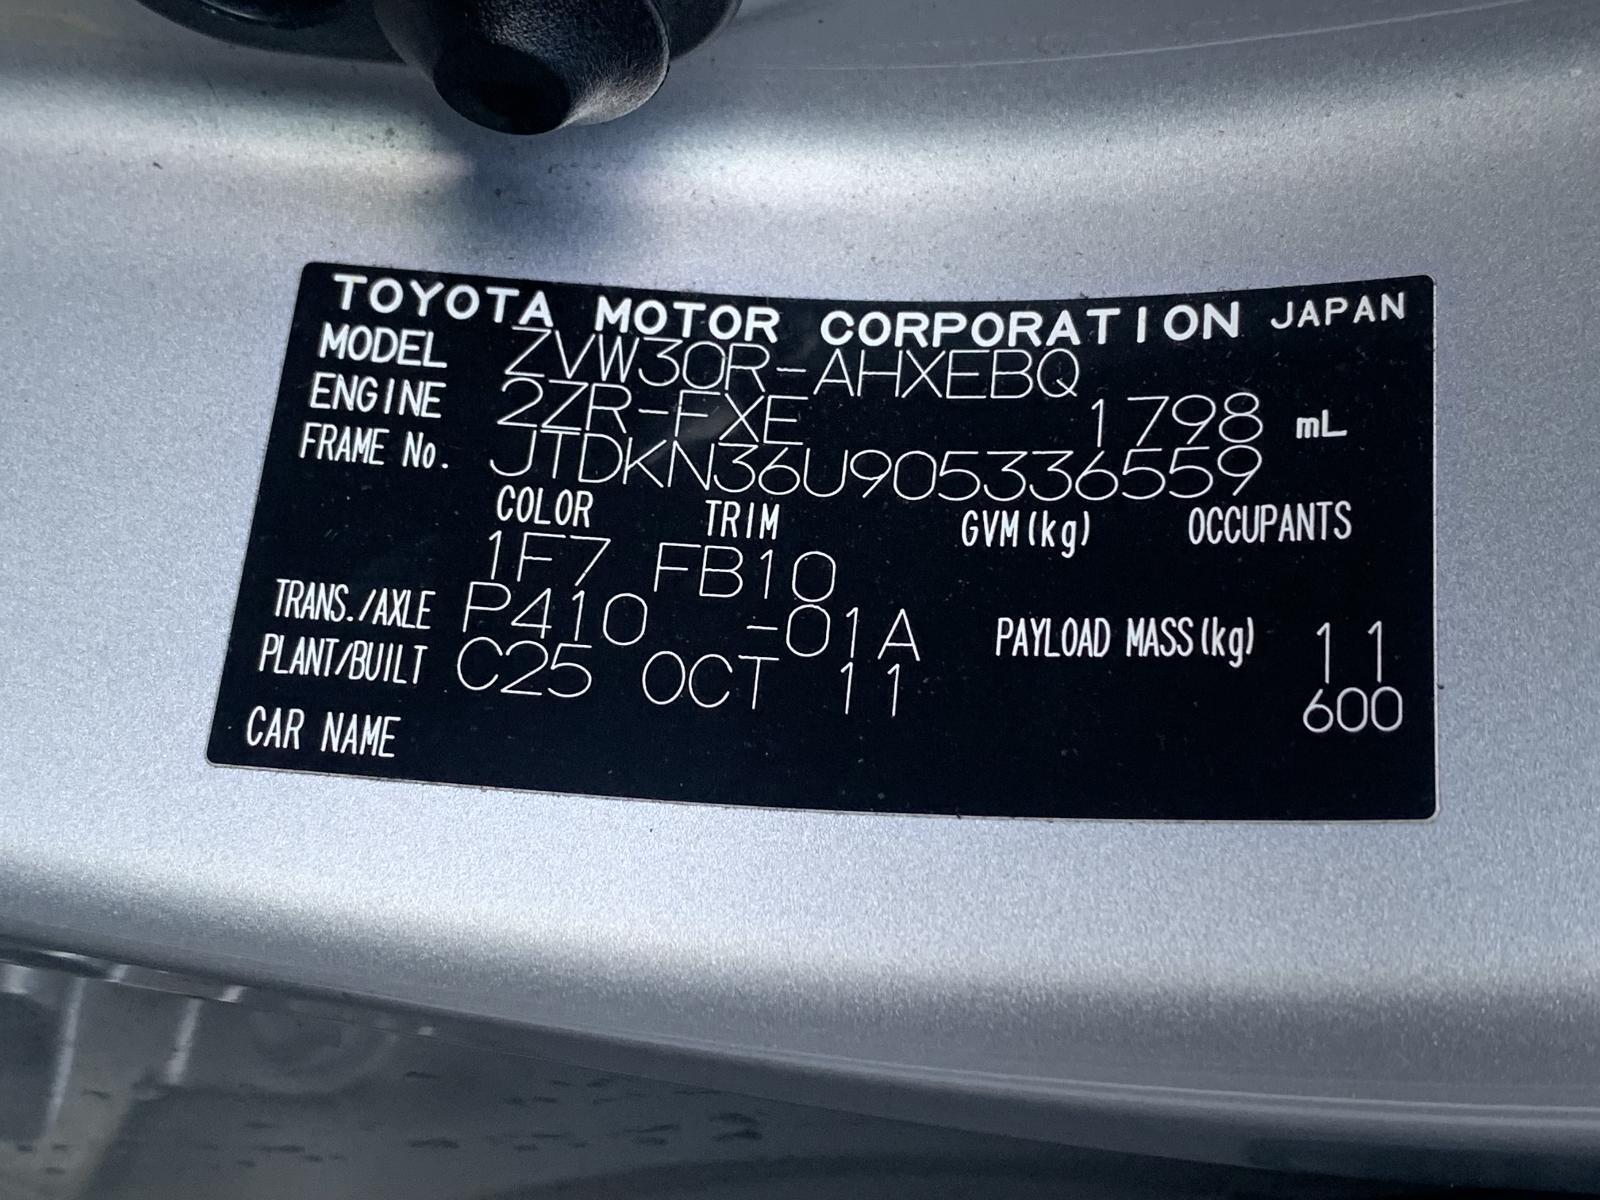 TOYOTA MOTOR CORPORATION JAPAN
MODEL ZVW30R-AHXEBQ
ENGINE 2ZR-FXE 1798 mL
FRAME No. JTDKN36U905336559
COLOR TRIM GVM(kg) OCCUPANTS
1F7 FB10
TRANS./AXLE P410 -01A PAYLOAD MASS(kg) 11
PLANT/BUILT C25 OCT 11 600
CAR NAME